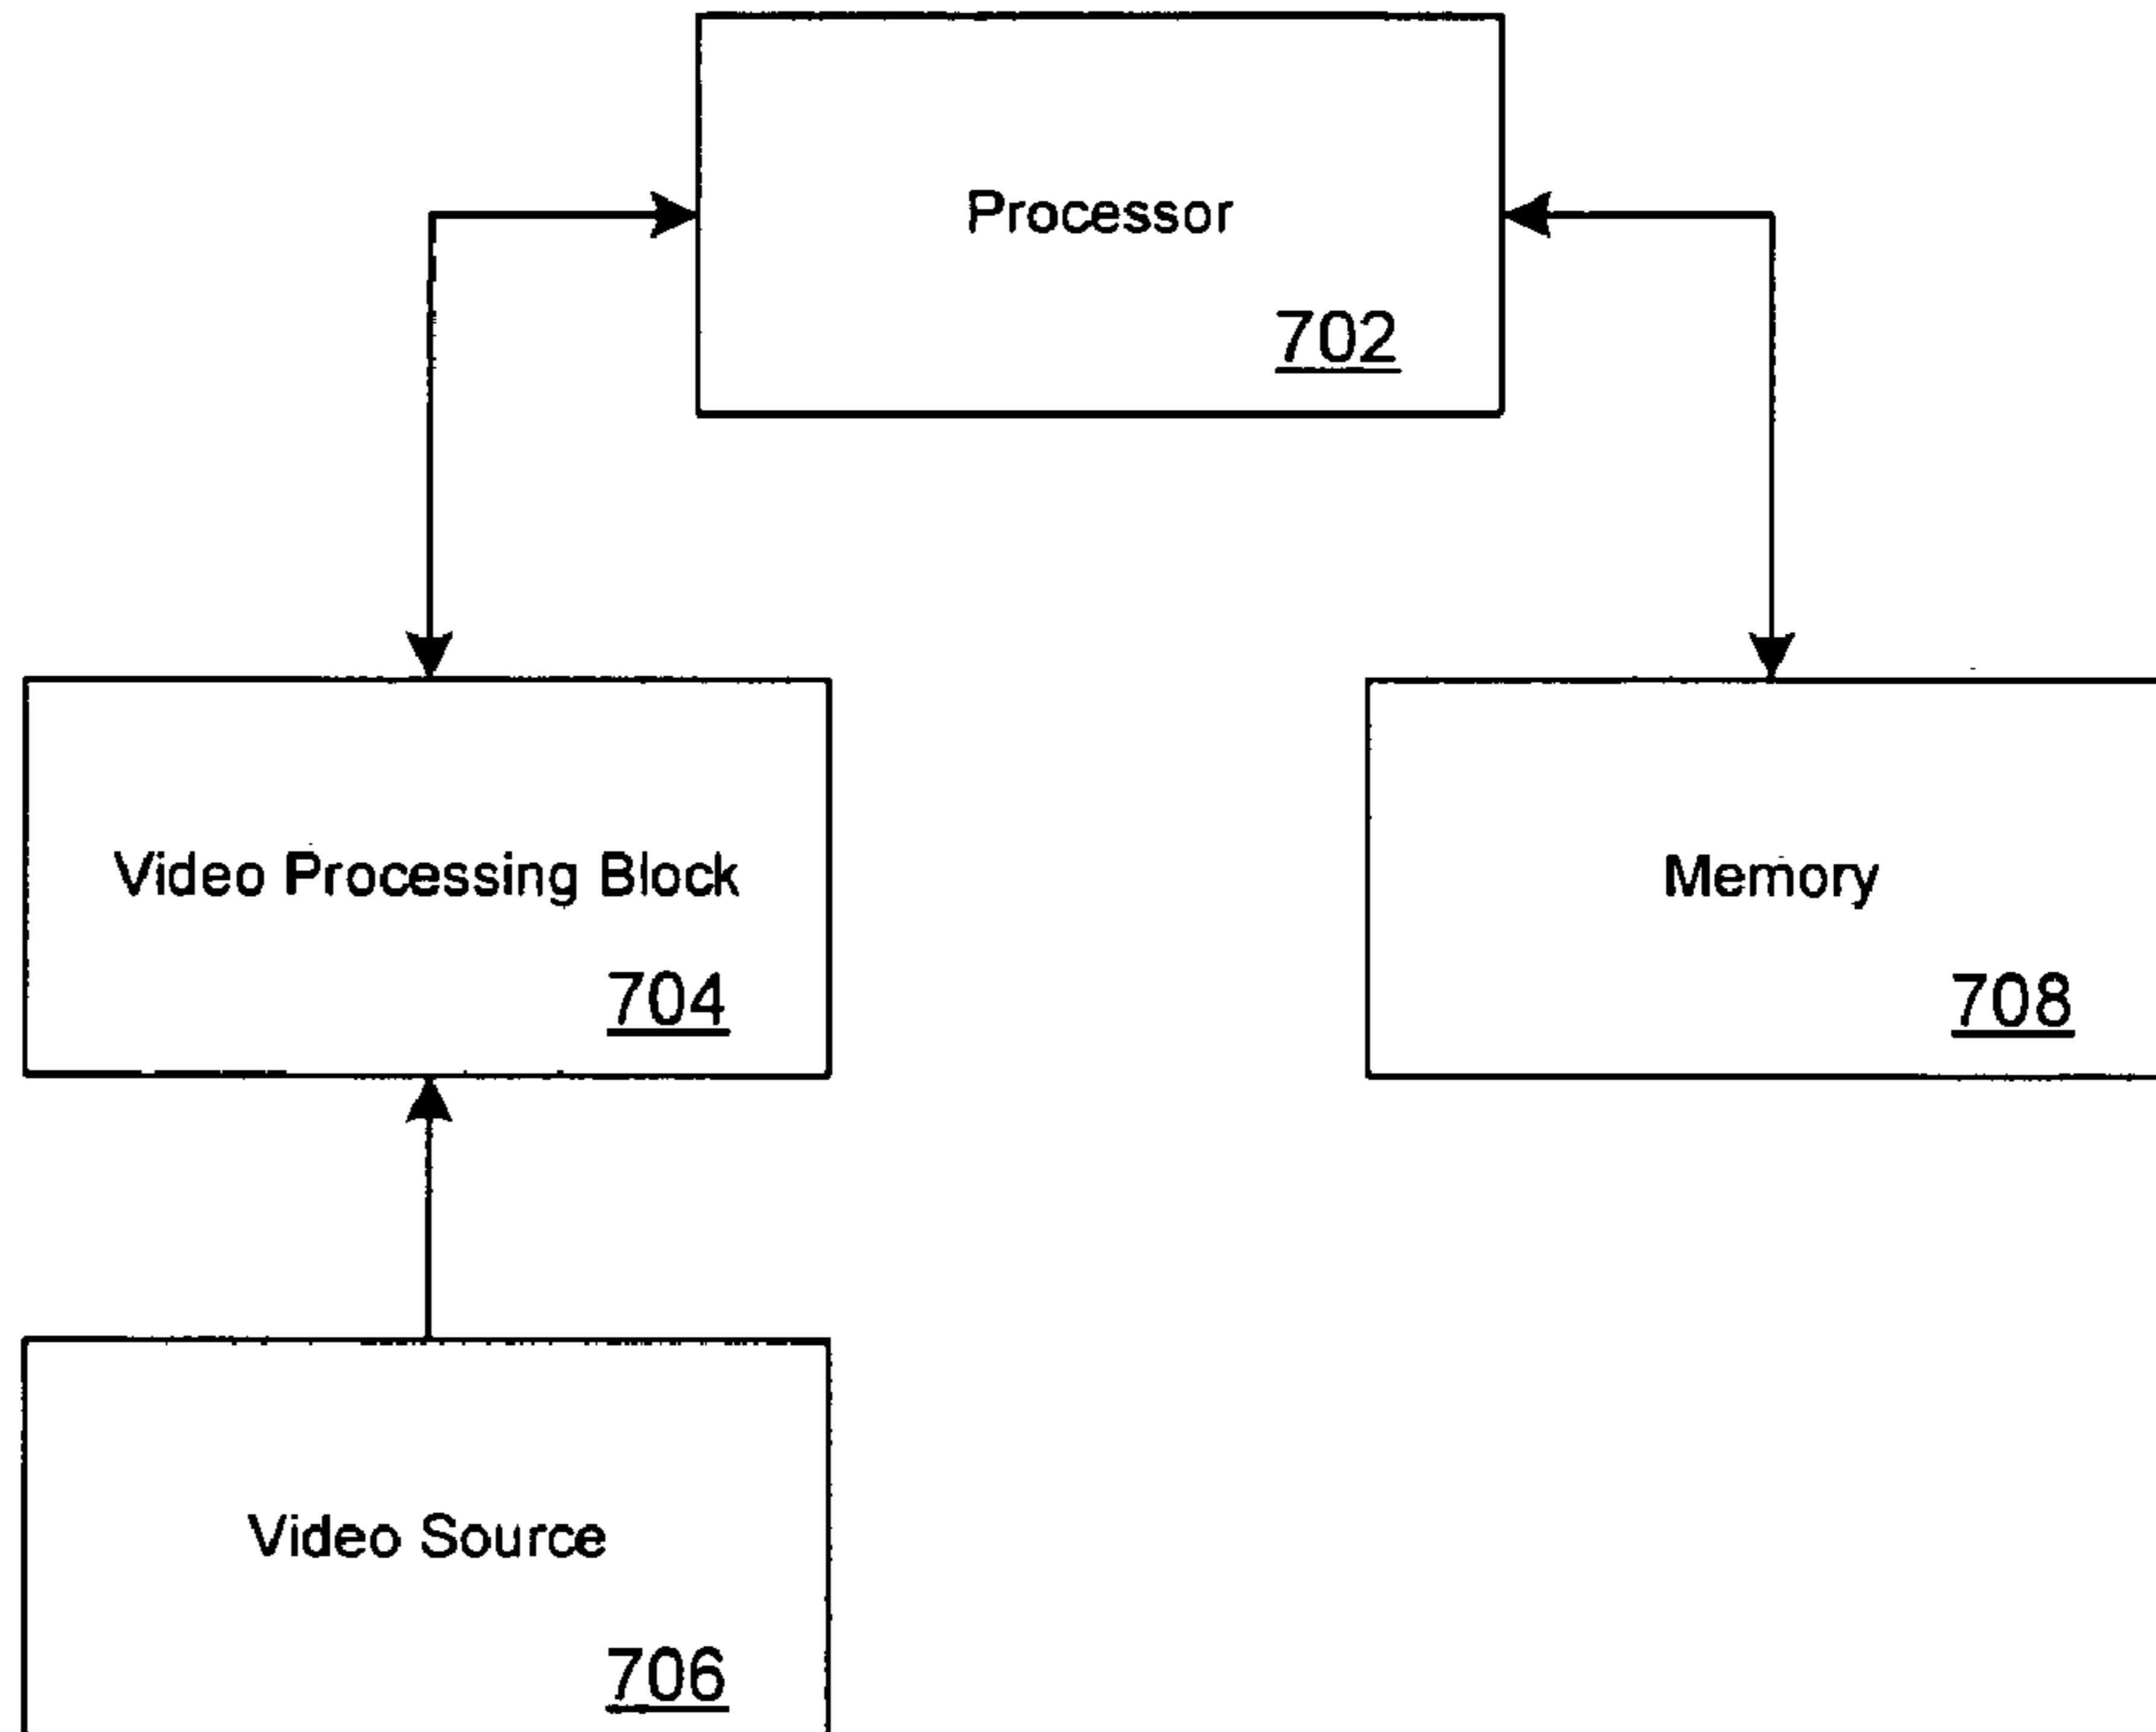 Processor
702
Video Processing Block
704
Memory
708
Video Source
706